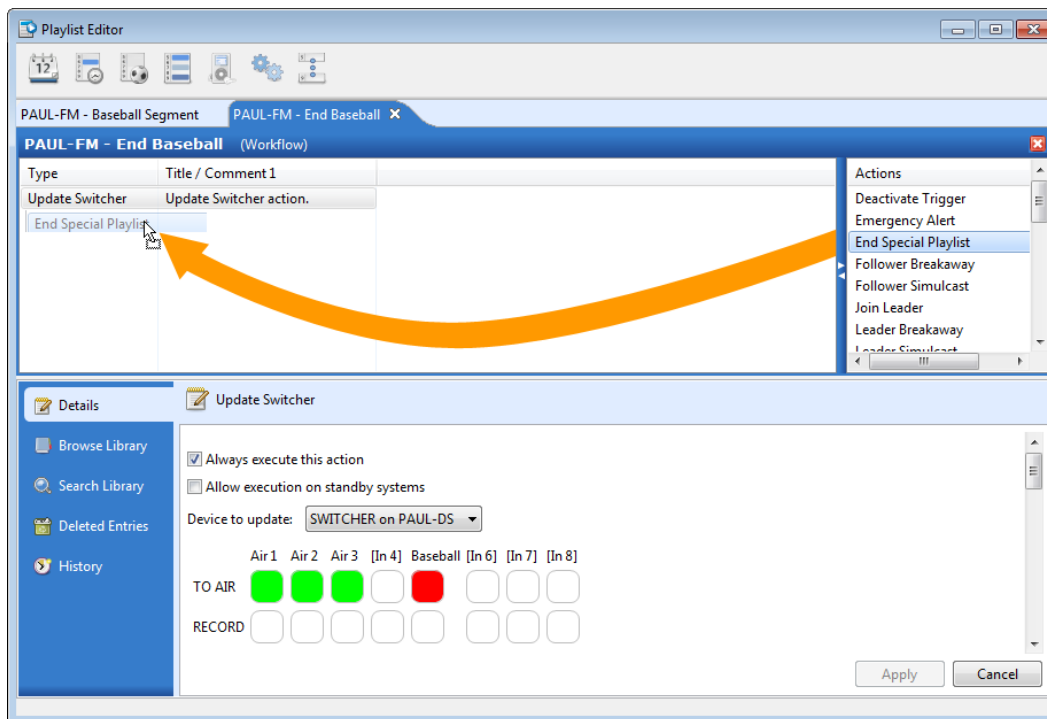 Playlist Editor
12
PAUL-FM - Baseball Segment
PAUL-FM - End Baseball
PAUL-FM - End Baseball (Workflow)
Type Title / Comment 1
Update Switcher Update Switcher action.
End Special Playlist
Actions
Deactivate Trigger
Emergency Alert
End Special Playlist
Follower Breakaway
Follower Simulcast
Join Leader
Leader Breakaway
Leader Simulcast
Details
Browse Library
Search Library
Deleted Entries
History
Update Switcher
Always execute this action
Allow execution on standby systems
Device to update: SWITCHER on PAUL-DS
Air 1 Air 2 Air 3 [In 4] Baseball [In 6] [In 7] [In 8]
TO AIR
RECORD
Apply Cancel